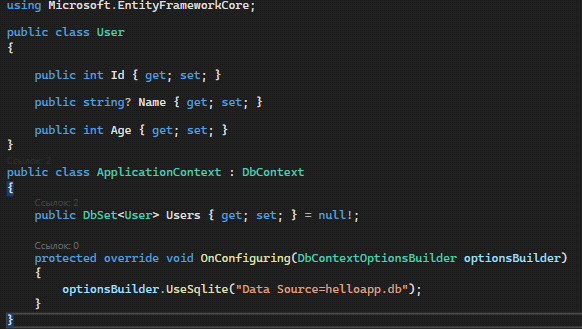 using Microsoft.EntityFrameworkCore;
public class User
{
public int Id { get; set; }
public string? Name { get; set; }
public int Age { get; set; }
}
Ссылок: 2
public class ApplicationContext : DbContext
{
Ссылок: 2
public DbSet<User> Users { get; set; } = null!;
Ссылок: 0
protected override void OnConfiguring(DbContextOptionsBuilder optionsBuilder)
{
optionsBuilder.UseSqlite("Data Source=helloapp.db");
}
}